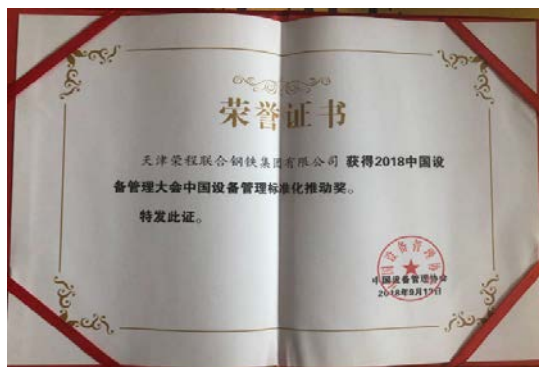 荣誉证书
天津荣程联合钢铁集团有限公司 获得2018中国设
备管理大会中国设备管理标准化推动奖。
特发此证。
中国设备管理协会
2018年9月13日